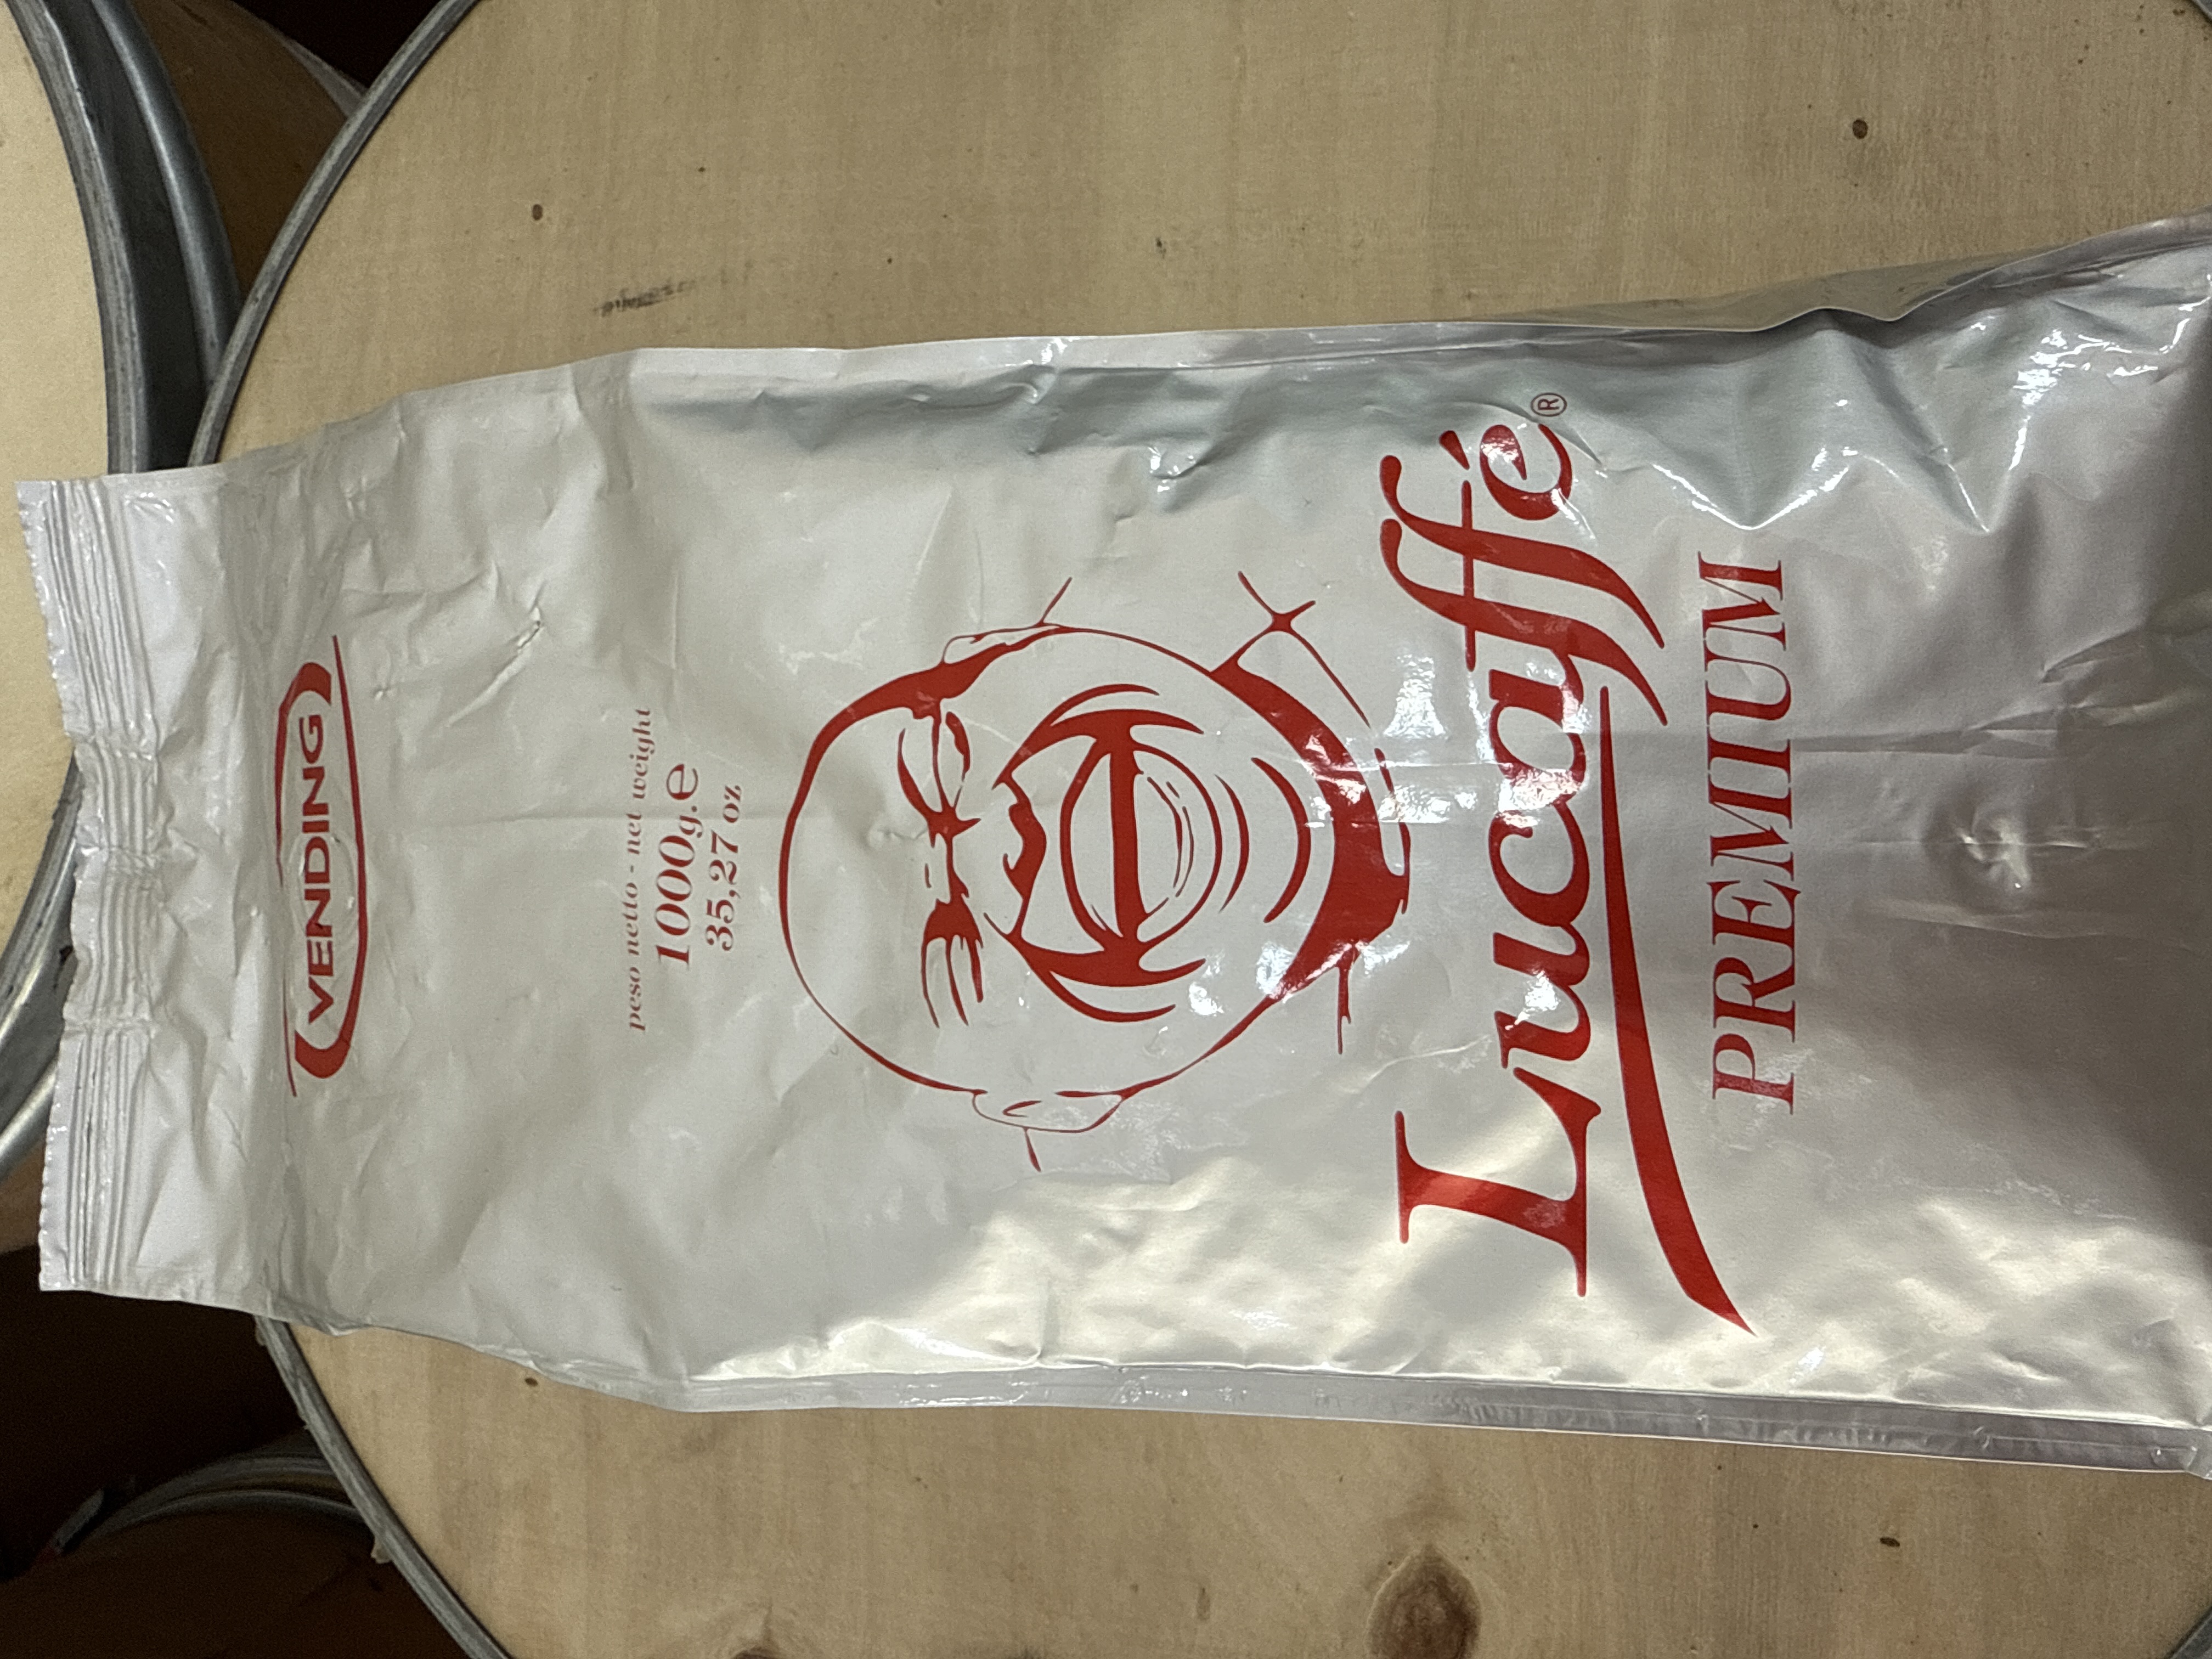 VENDING
peso netto - net weight
1000g.e
35,27 oz
Lucaffé®
PREMIUM